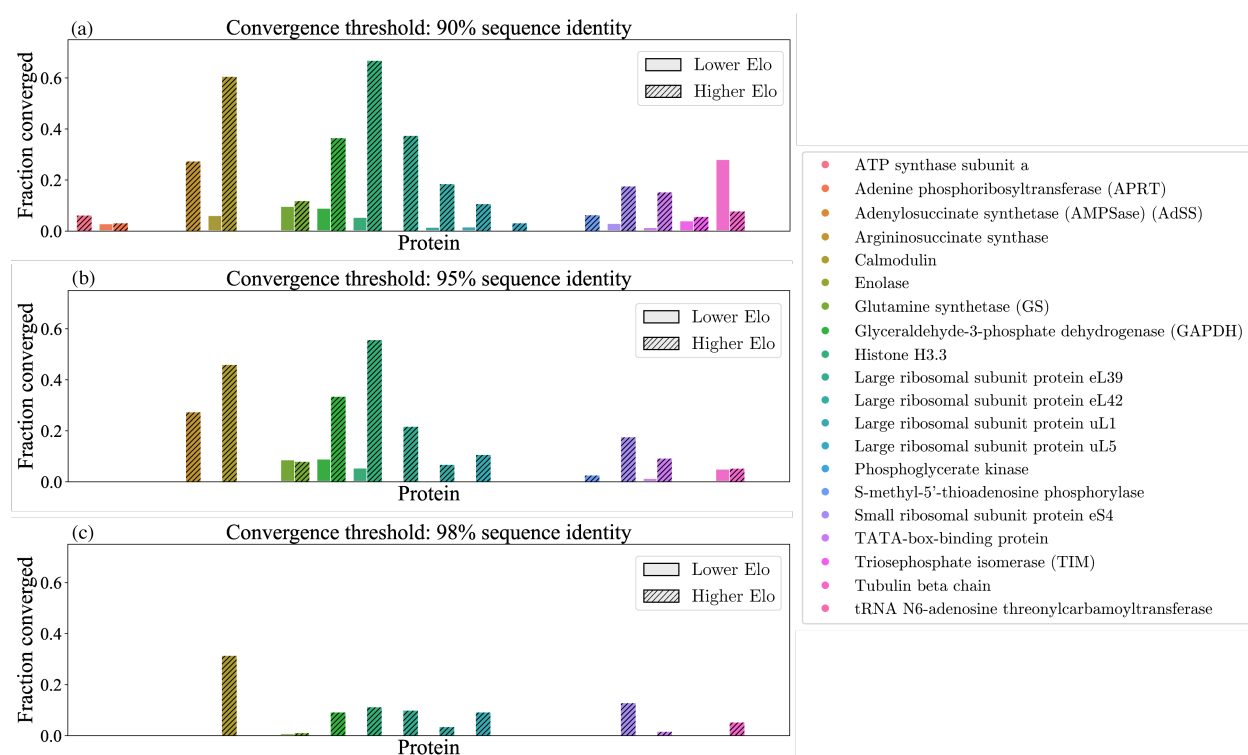 (a)
Convergence threshold: 90% sequence identity
Fraction converged
0.6
0.4
0.2
0.0
Lower Elo
Higher Elo
Protein
(b)
Convergence threshold: 95% sequence identity
Fraction converged
0.6
0.4
0.2
0.0
Lower Elo
Higher Elo
Protein
(c)
Convergence threshold: 98% sequence identity
Fraction converged
0.6
0.4
0.2
0.0
Lower Elo
Higher Elo
Protein
ATP synthase subunit a
Adenine phosphoribosyltransferase (APRT)
Adenylosuccinate synthetase (AMPSase) (AdSS)
Argininosuccinate synthase
Calmodulin
Enolase
Glutamine synthetase (GS)
Glyceraldehyde-3-phosphate dehydrogenase (GAPDH)
Histone H3.3
Large ribosomal subunit protein eL39
Large ribosomal subunit protein eL42
Large ribosomal subunit protein uL1
Large ribosomal subunit protein uL5
Phosphoglycerate kinase
S-methyl-5'-thioadenosine phosphorylase
Small ribosomal subunit protein eS4
TATA-box-binding protein
Triosephosphate isomerase (TIM)
Tubulin beta chain
tRNA N6-adenosine threonylcarbamoyltransferase